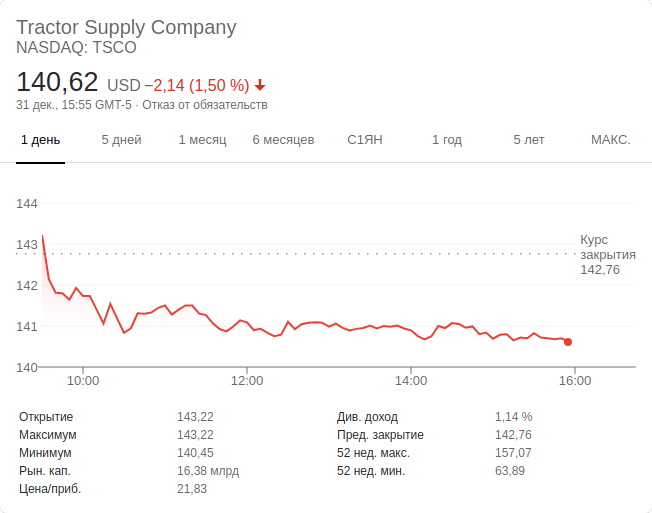 Tractor Supply Company
NASDAQ: TSCO
140,62 USD −2,14 (1,50 %)
31 дек., 15:55 GMT-5 · Отказ от обязательств
1 день 5 дней 1 месяц 6 месяцев С1ЯН 1 год 5 лет МАКС.
144
143
142
141
140
Курс
закрытия
142,76
10:00 12:00 14:00 16:00
Открытие 143,22 Див. доход 1,14 %
Максимум 143,22 Пред. закрытие 142,76
Минимум 140,45 52 нед. макс. 157,07
Рын. кап. 16,38 млрд 52 нед. мин. 63,89
Цена/приб. 21,83